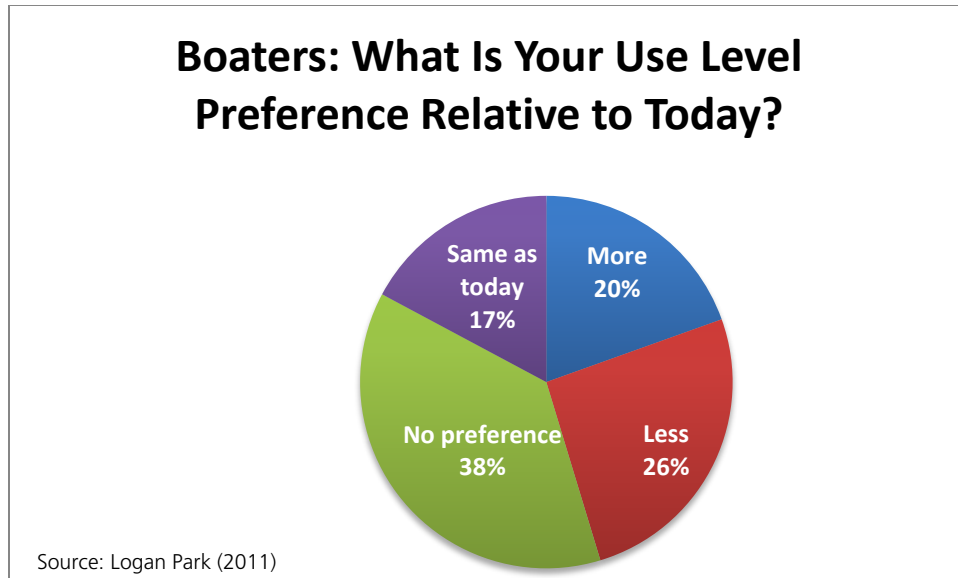 Boaters: What Is Your Use Level
Preference Relative to Today?
Same as
today
17%
More
20%
No preference
38%
Less
26%
Source: Logan Park (2011)